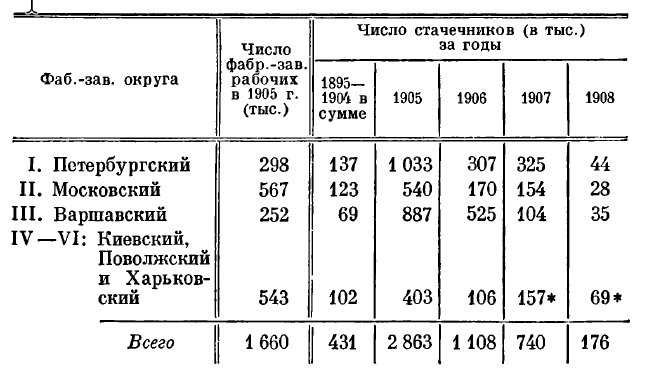 Фаб.-зав. округа
Число
фабр.-зав.
рабочих
в 1905 г.
(тыс.)
Число стачечников (в тыс.)
за годы
1895—
1904 в
сумме
1905
1906
1907
1908
I. Петербургский 298 137 1 033 307 325 44
II. Московский 567 123 540 170 154 28
III. Варшавский 252 69 887 525 104 35
IV—VI: Киевский,
Поволжский
и Харьков-
ский 543 102 403 106 157* 69*
Всего 1 660 431 2 863 1 108 740 176